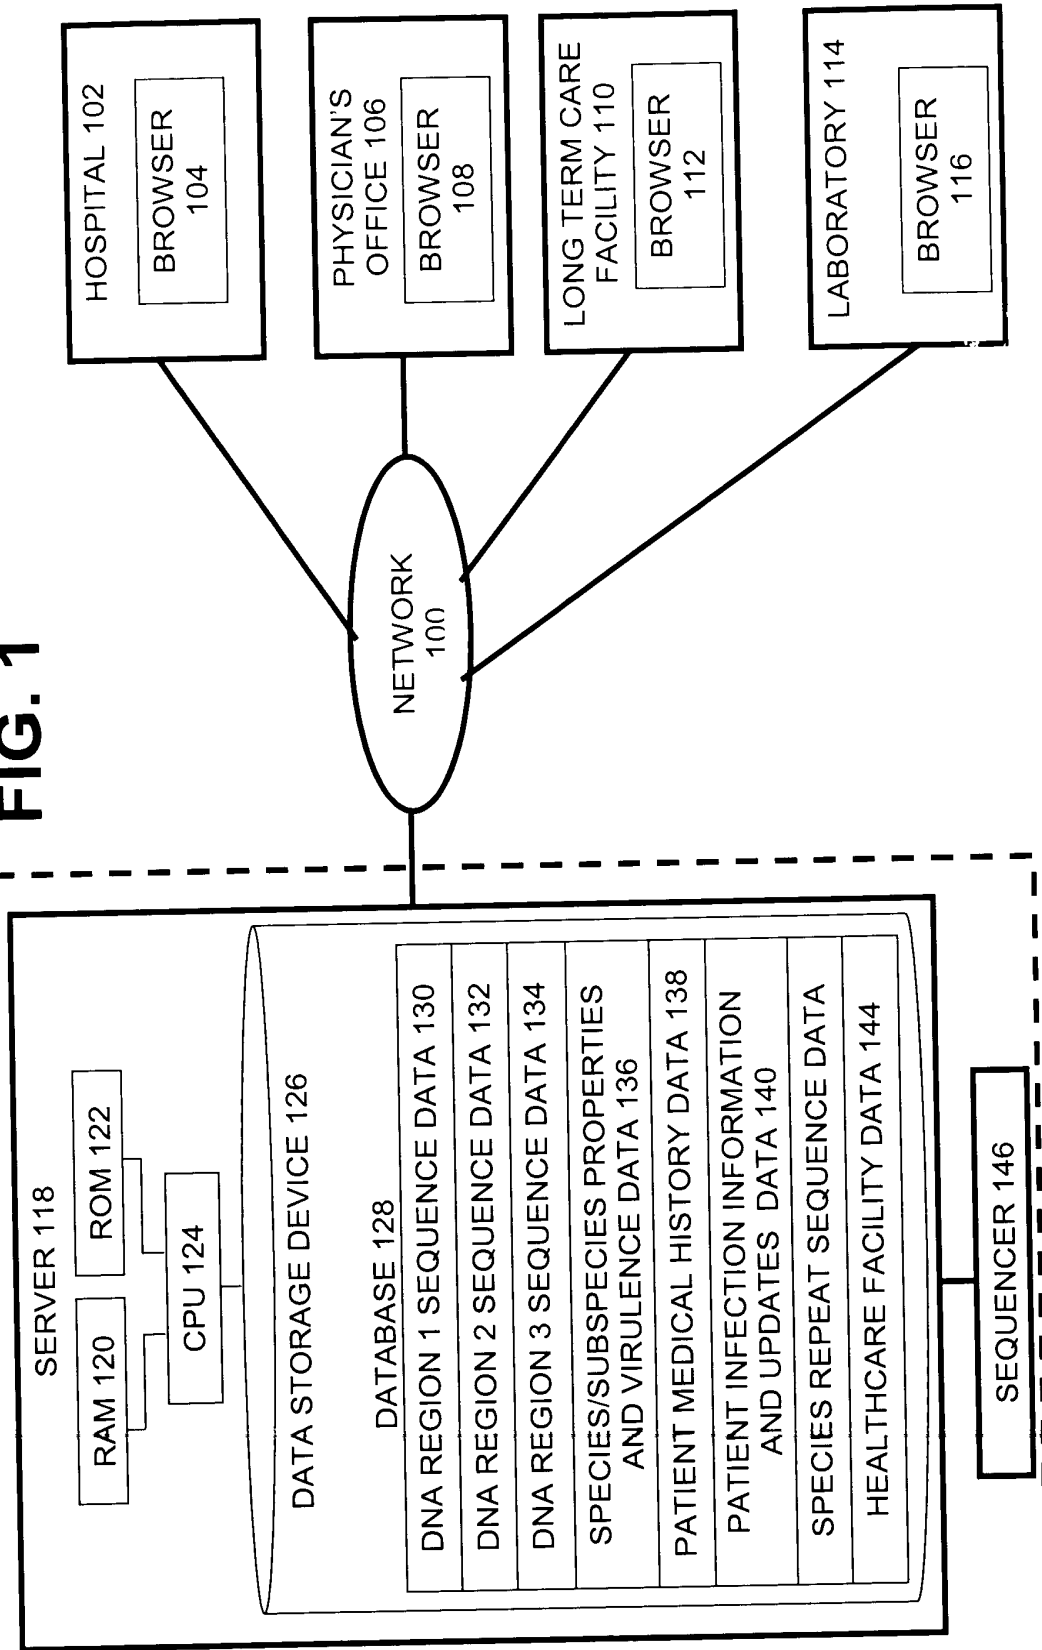 FIG. 1
SERVER 118
RAM 120
ROM 122
CPU 124
DATA STORAGE DEVICE 126
DATABASE 128
DNA REGION 1 SEQUENCE DATA 130
DNA REGION 2 SEQUENCE DATA 132
DNA REGION 3 SEQUENCE DATA 134
SPECIES/SUBSPECIES PROPERTIES
AND VIRULENCE DATA 136
PATIENT MEDICAL HISTORY DATA 138
PATIENT INFECTION INFORMATION
AND UPDATES DATA 140
SPECIES REPEAT SEQUENCE DATA
HEALTHCARE FACILITY DATA 144
SEQUENCER 146
NETWORK
100
HOSPITAL 102
BROWSER
104
PHYSICIAN'S
OFFICE 106
BROWSER
108
LONG TERM CARE
FACILITY 110
BROWSER
112
LABORATORY 114
BROWSER
116